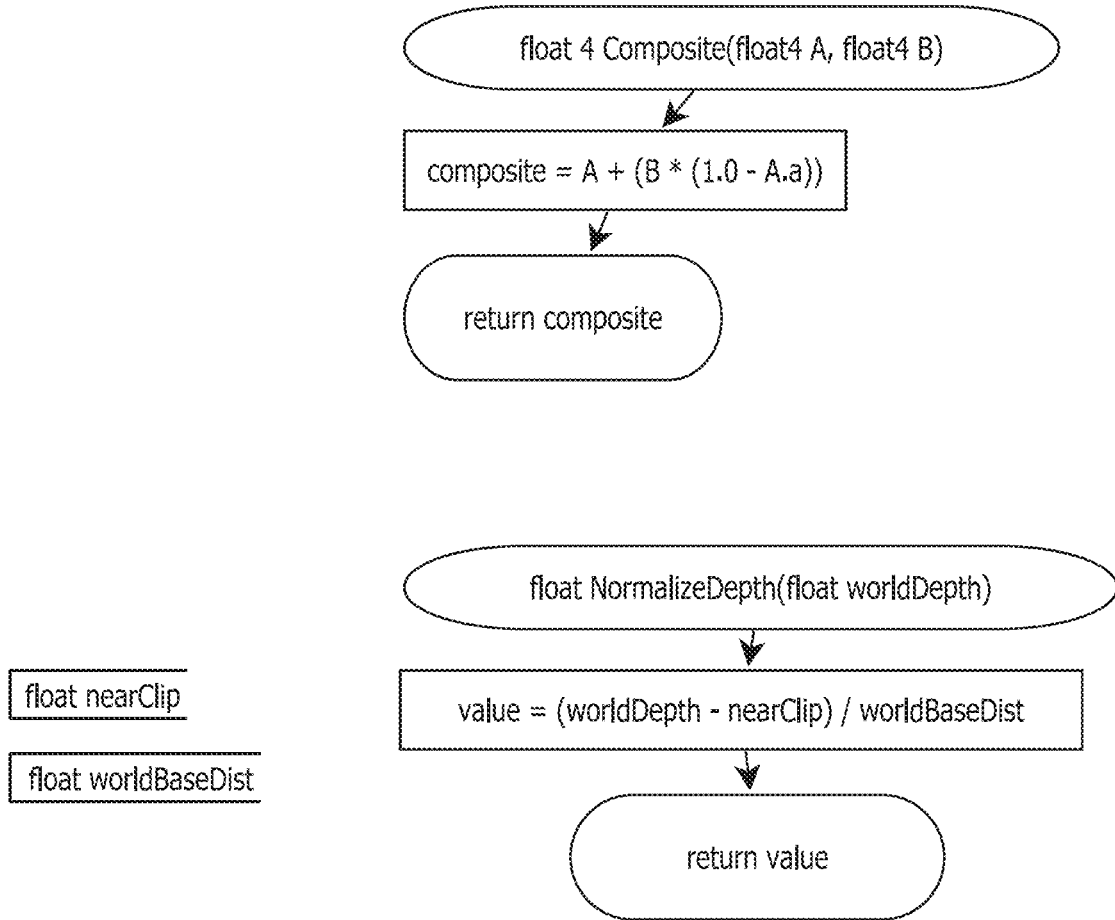 float 4 Composite(float4 A, float4 B)
composite = A + (B * (1.0 - A.a))
return composite
float NormalizeDepth(float worldDepth)
float nearClip
value = (worldDepth - nearClip) / worldBaseDist
float worldBaseDist
return value